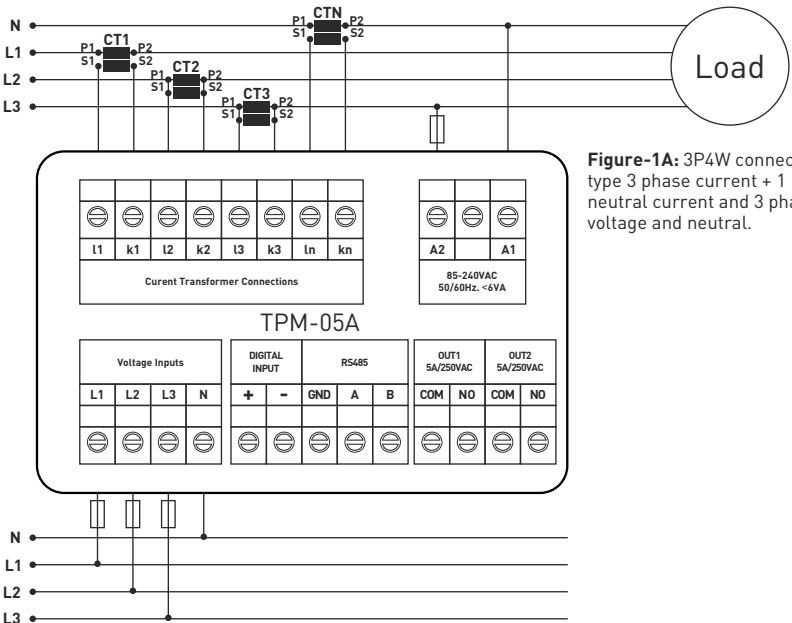 CTN
N P1 P2
S1 S2
CT1
L1 P1 P2
S1 S2
CT2
L2 P1 P2
S1 S2
CT3
L3 P1 P2
S1 S2
Load
Figure-1A: 3P4W connec
type 3 phase current + 1
neutral current and 3 pha
voltage and neutral.
l1 k1 l2 k2 l3 k3 ln kn
Curent Transformer Connections
A2 A1
85-240VAC
50/60Hz. <6VA
TPM-05A
Voltage Inputs
DIGITAL
INPUT
RS485
OUT1
5A/250VAC
OUT2
5A/250VAC
L1 L2 L3 N + - GND A B COM NO COM NO
N
L1
L2
L3